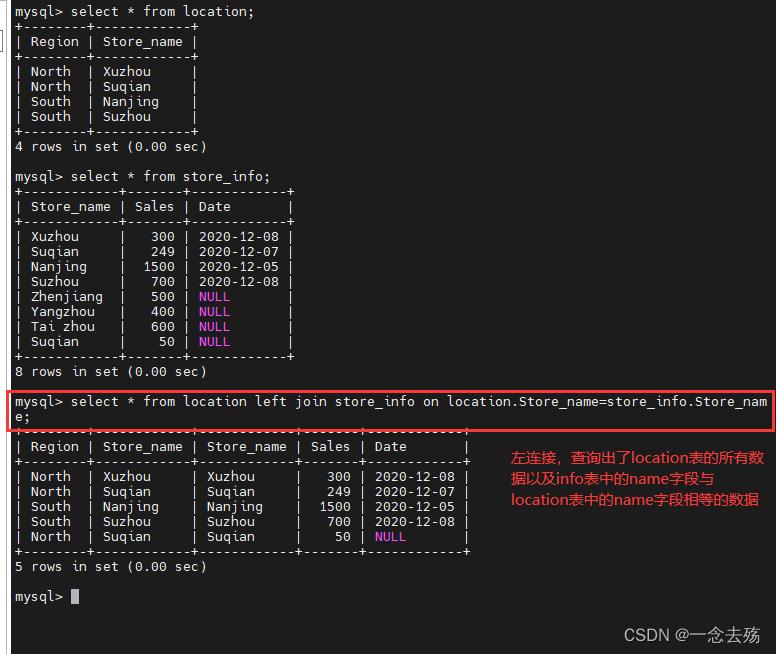 mysql> select * from location;
+--------+------------+
| Region | Store_name |
+--------+------------+
| North  | Xuzhou     |
| North  | Suqian     |
| South  | Nanjing    |
| South  | Suzhou     |
+--------+------------+
4 rows in set (0.00 sec)
mysql> select * from store_info;
+------------+-------+------------+
| Store_name | Sales | Date       |
+------------+-------+------------+
| Xuzhou     |   300 | 2020-12-08 |
| Suqian     |   249 | 2020-12-07 |
| Nanjing    |  1500 | 2020-12-05 |
| Suzhou     |   700 | 2020-12-08 |
| Zhenjiang  |   500 | NULL       |
| Yangzhou   |   400 | NULL       |
| Tai zhou   |   600 | NULL       |
| Suqian     |    50 | NULL       |
+------------+-------+------------+
8 rows in set (0.00 sec)
mysql> select * from location left join store_info on location.Store_name=store_info.Store_nam
e;
+--------+------------+------------+-------+------------+
| Region | Store_name | Store_name | Sales | Date       |
+--------+------------+------------+-------+------------+
| North  | Xuzhou     | Xuzhou     |   300 | 2020-12-08 |
| North  | Suqian     | Suqian     |   249 | 2020-12-07 |
| South  | Nanjing    | Nanjing    |  1500 | 2020-12-05 |
| South  | Suzhou     | Suzhou     |   700 | 2020-12-08 |
| North  | Suqian     | Suqian     |    50 | NULL       |
+--------+------------+------------+-------+------------+
5 rows in set (0.00 sec)
左连接，查询出了location表的所有数
据以及info表中的name字段与
location表中的name字段相等的数据
mysql>
CSDN @一念去殇